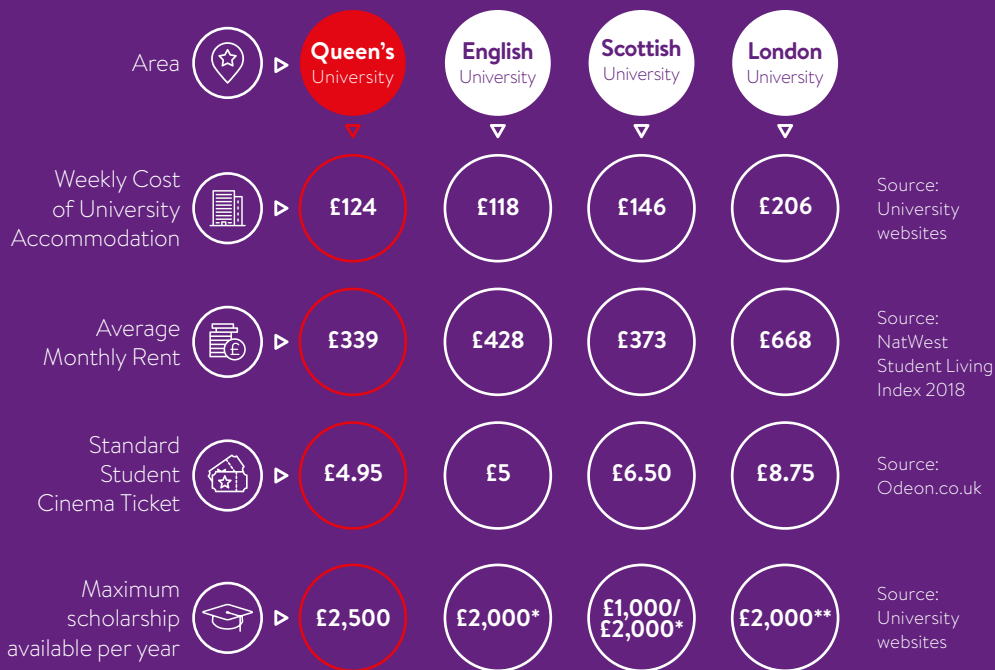 Area
Queen's
University
English
University
Scottish
University
London
University
Weekly Cost
of University
Accommodation
£124
£118
£146
£206
Source:
University
websites
Average
Monthly Rent
£
£339
£428
£373
£668
Source:
NatWest
Student Living
Index 2018
Standard
Student
Cinema Ticket
£4.95
£5
£6.50
£8.75
Source:
Odeon.co.uk
Maximum
scholarship
available per year
£2,500
£2,000*
£1,000/
£2,000*
£2,000**
Source:
University
websites